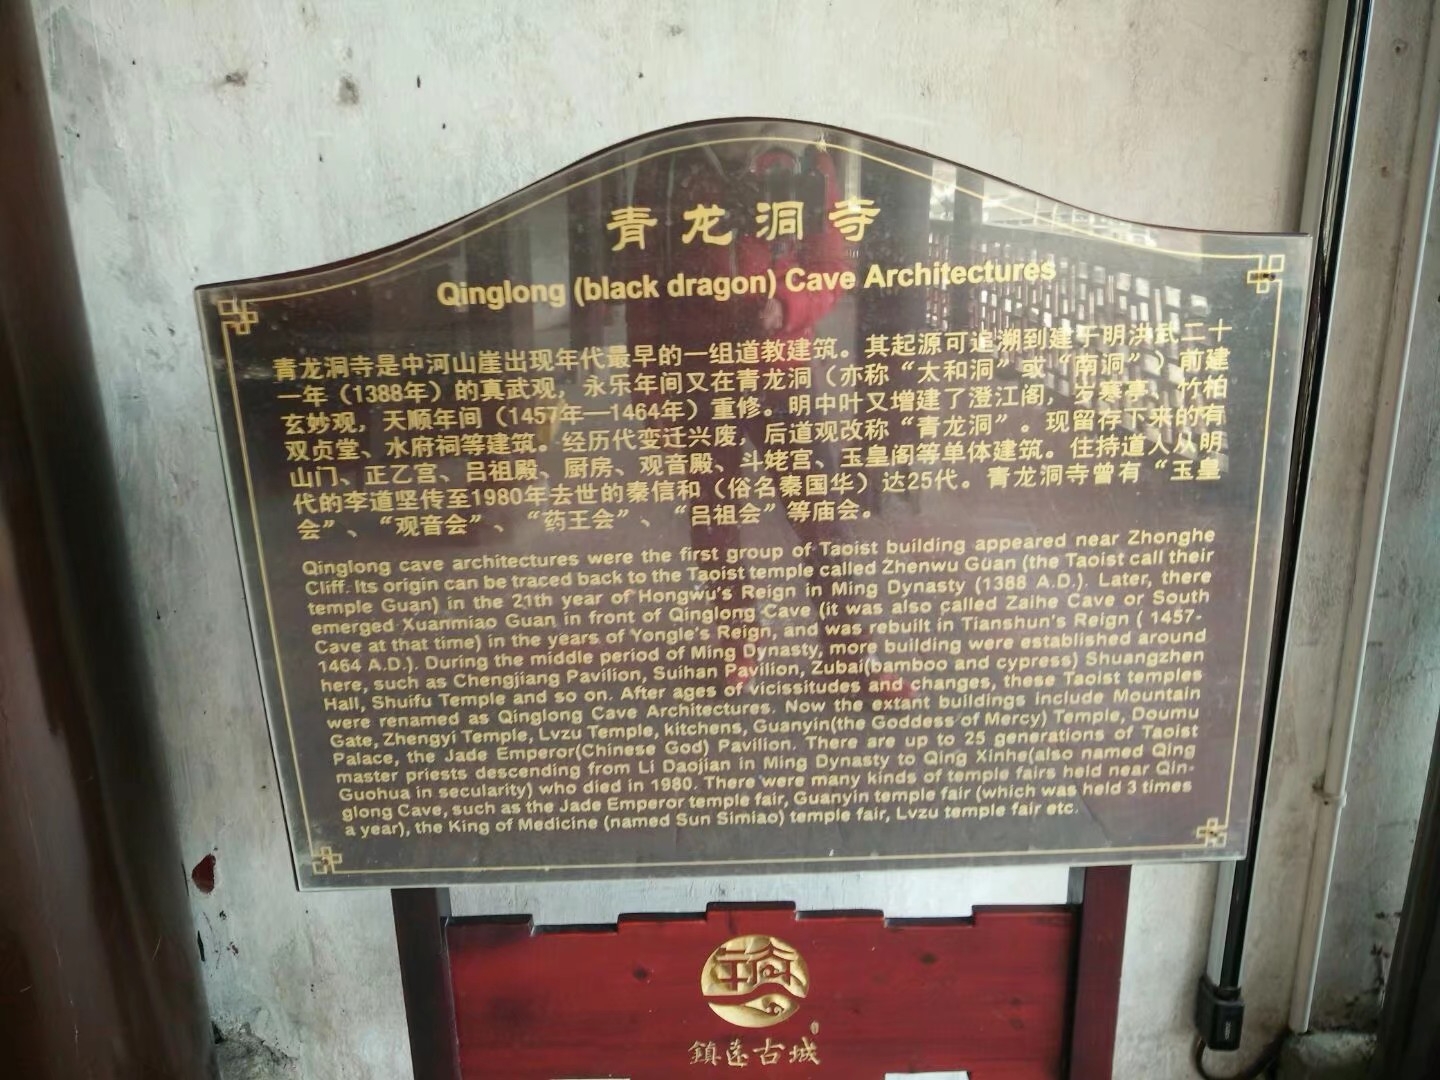 青龙洞寺
Qinglong (black dragon) Cave Architectures
青龙洞寺是中河山崖出现年代最早的一组道教建筑。其起源可追溯到建于明洪武二十
一年（1388年）的真武观，永乐年间又在青龙洞（亦称“太和洞”或“南洞”）前建
玄妙观，天顺年间（1457年—1464年）重修。明中叶又增建了澄江阁，岁寒亭、竹柏
双贞堂、水府祠等建筑。经历代变迁兴废，后道观改称“青龙洞”。现留存下来的有
山门、正乙宫、吕祖殿、厨房、观音殿、斗姥宫、玉皇阁等单体建筑。住持道人从明
代的李道坚传至1980年去世的秦信和（俗名秦国华）达25代。青龙洞寺曾有“玉皇
会”、“观音会”、“药王会”、“吕祖会”等庙会。
Qinglong cave architectures were the first group of Taoist building appeared near Zhonghe
Cliff. Its origin can be traced back to the Taoist temple called Zhenwu Guan (the Taoist call their
temple Guan) in the 21th year of Hongwu's Reign in Ming Dynasty (1388 A.D.). Later, there
emerged Xuanmiao Guan in front of Qinglong Cave (it was also called Zaihe Cave or South
Cave at that time) in the years of Yongle's Reign, and was rebuilt in Tianshun's Reign ( 1457-
1464 A.D.). During the middle period of Ming Dynasty, more building were established around
here, such as Chengjiang Pavilion, Suihan Pavilion, Zubai(bamboo and cypress) Shuangzhen
Hall, Shuifu Temple and so on. After ages of vicissitudes and changes, these Taoist temples
were renamed as Qinglong Cave Architectures. Now the extant buildings include Mountain
Gate, Zhengyi Temple, Lvzu Temple, kitchens, Guanyin(the Goddess of Mercy) Temple, Doumu
Palace, the Jade Emperor(Chinese God) Pavilion. There are up to 25 generations of Taoist
master priests descending from Li Daojian in Ming Dynasty to Qing Xinhe(also named Qing
Guohua in secularity) who died in 1980. There were many kinds of temple fairs held near Qin-
glong Cave, such as the Jade Emperor temple fair, Guanyin temple fair (which was held 3 times
a year), the King of Medicine (named Sun Simiao) temple fair, Lvzu temple fair etc.
鎮遠古城